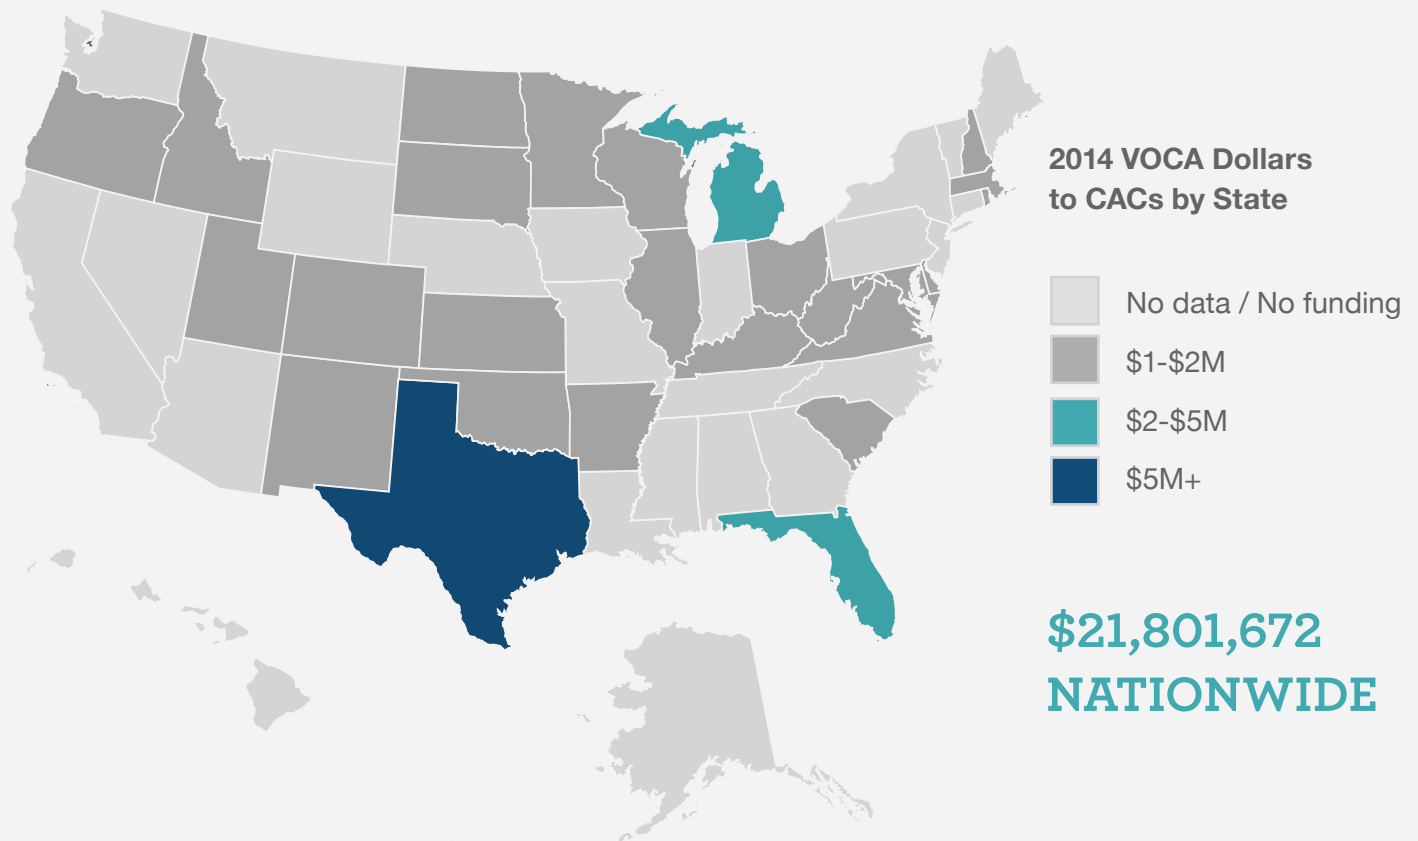 2014 VOCA Dollars
to CACs by State
No data / No funding
$1-$2M
$2-$5M
$5M+
$21,801,672
NATIONWIDE